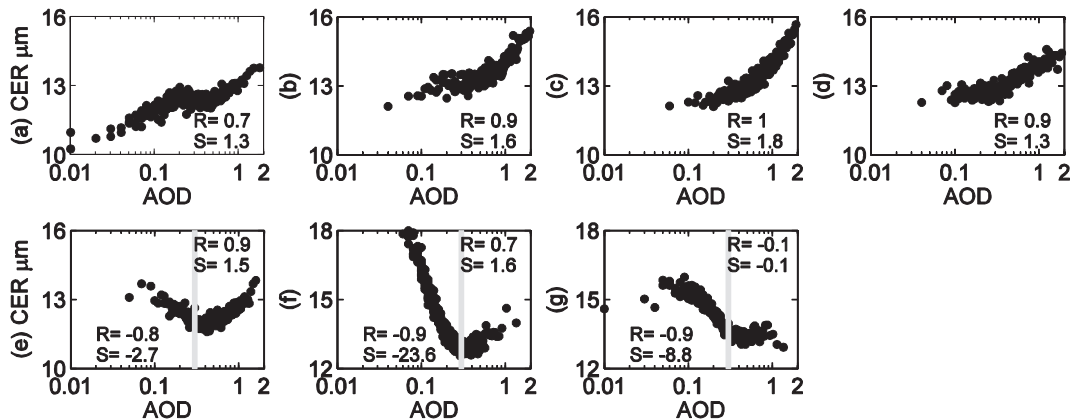 16
13
10
(a) CER μm
R= 0.7
S= 1.3
0.01 0.1 1 2
AOD
16
13
10
(b)
R= 0.9
S= 1.6
0.01 0.1 1 2
AOD
16
13
10
(c)
R= 1
S= 1.8
0.01 0.1 1 2
AOD
16
13
10
(d)
R= 0.9
S= 1.3
0.01 0.1 1 2
AOD
16
13
10
(e) CER μm
R= 0.9
S= 1.5
R= -0.8
S= -2.7
0.01 0.1 1 2
AOD
18
15
12
(f)
R= 0.7
S= 1.6
R= -0.9
S= -23.6
0.01 0.1 1 2
AOD
18
15
12
(g)
R= -0.1
S= -0.1
R= -0.9
S= -8.8
0.01 0.1 1 2
AOD